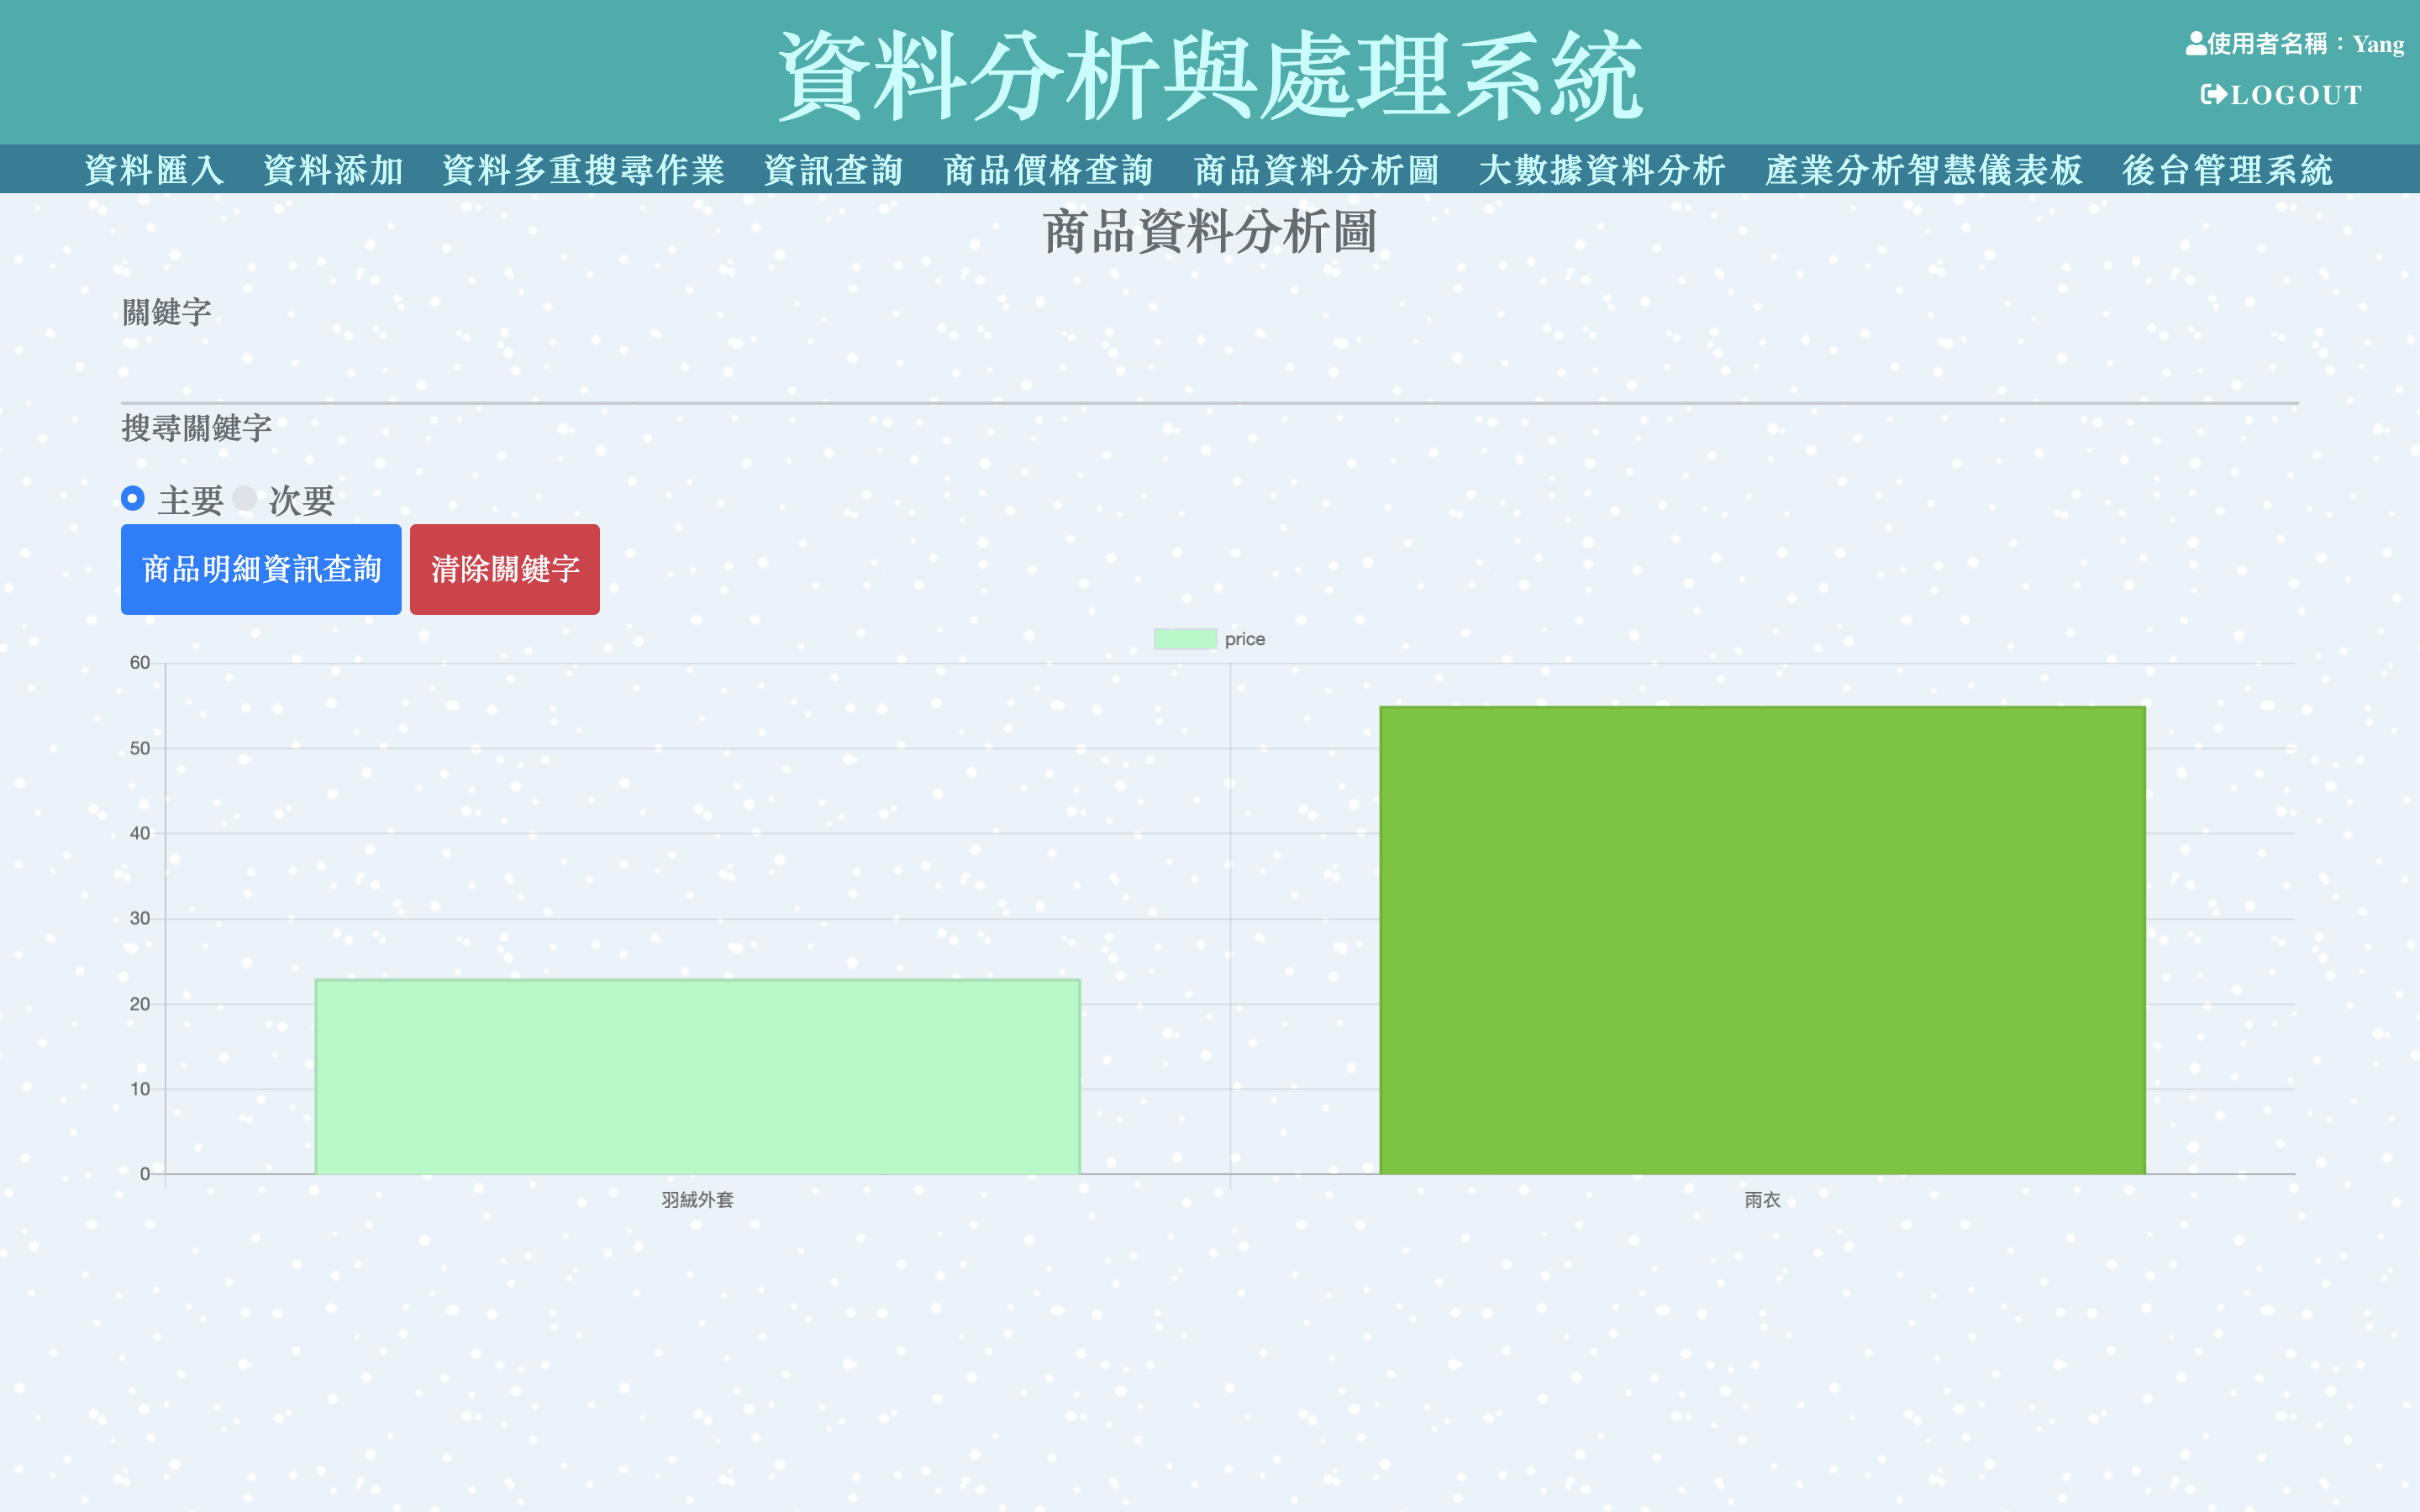 資料分析與處理系統
使用者名稱：Yang
LOGOUT
資料匯入 資料添加 資料多重搜尋作業 資訊查詢 商品價格查詢 商品資料分析圖 大數據資料分析 產業分析智慧儀表板 後台管理系統
商品資料分析圖
關鍵字
搜尋關鍵字
主要 次要
商品明細資訊查詢 清除關鍵字
price
60
50
40
30
20
10
0
羽絨外套 雨衣